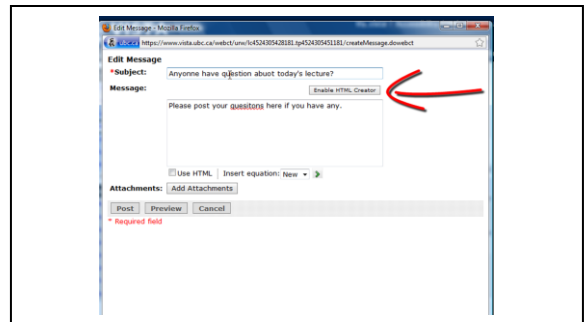 Edit Message - Mozilla Firefox
ubc.ca https://www.vista.ubc.ca/webct/urw/lc4524305428181.tp4524305451181/createMessage.dowebct
Edit Message
*Subject: Anyonne have question abuot today's lecture?
Message: Enable HTML Creator
Please post your quesitons here if you have any.
Use HTML | Insert equation: New
Attachments: Add Attachments
Post Preview Cancel
* Required field